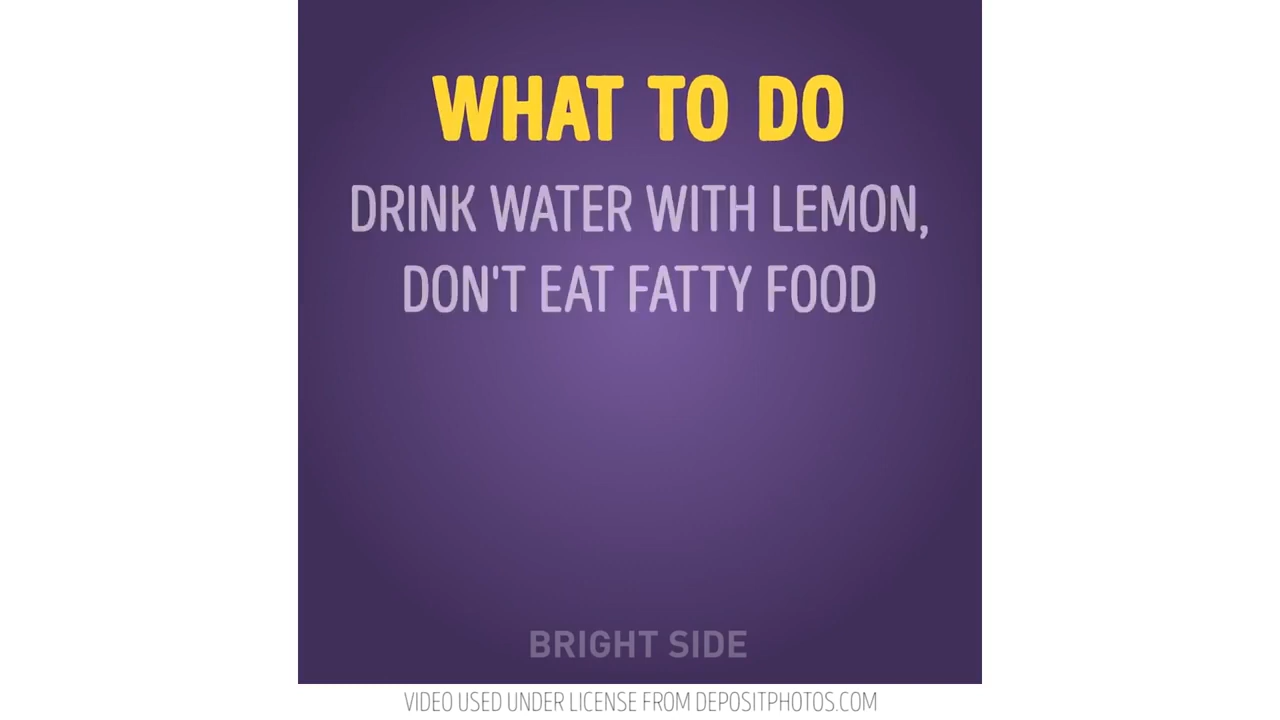 WHAT TO DO
DRINK WATER WITH LEMON,
DON'T EAT FATTY FOOD
BRIGHT SIDE
VIDEO USED UNDER LICENSE FROM DEPOSITPHOTOS.COM